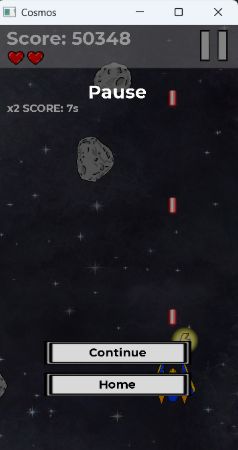 Cosmos
Score: 50348
Pause
x2 SCORE: 7s
Continue
Home